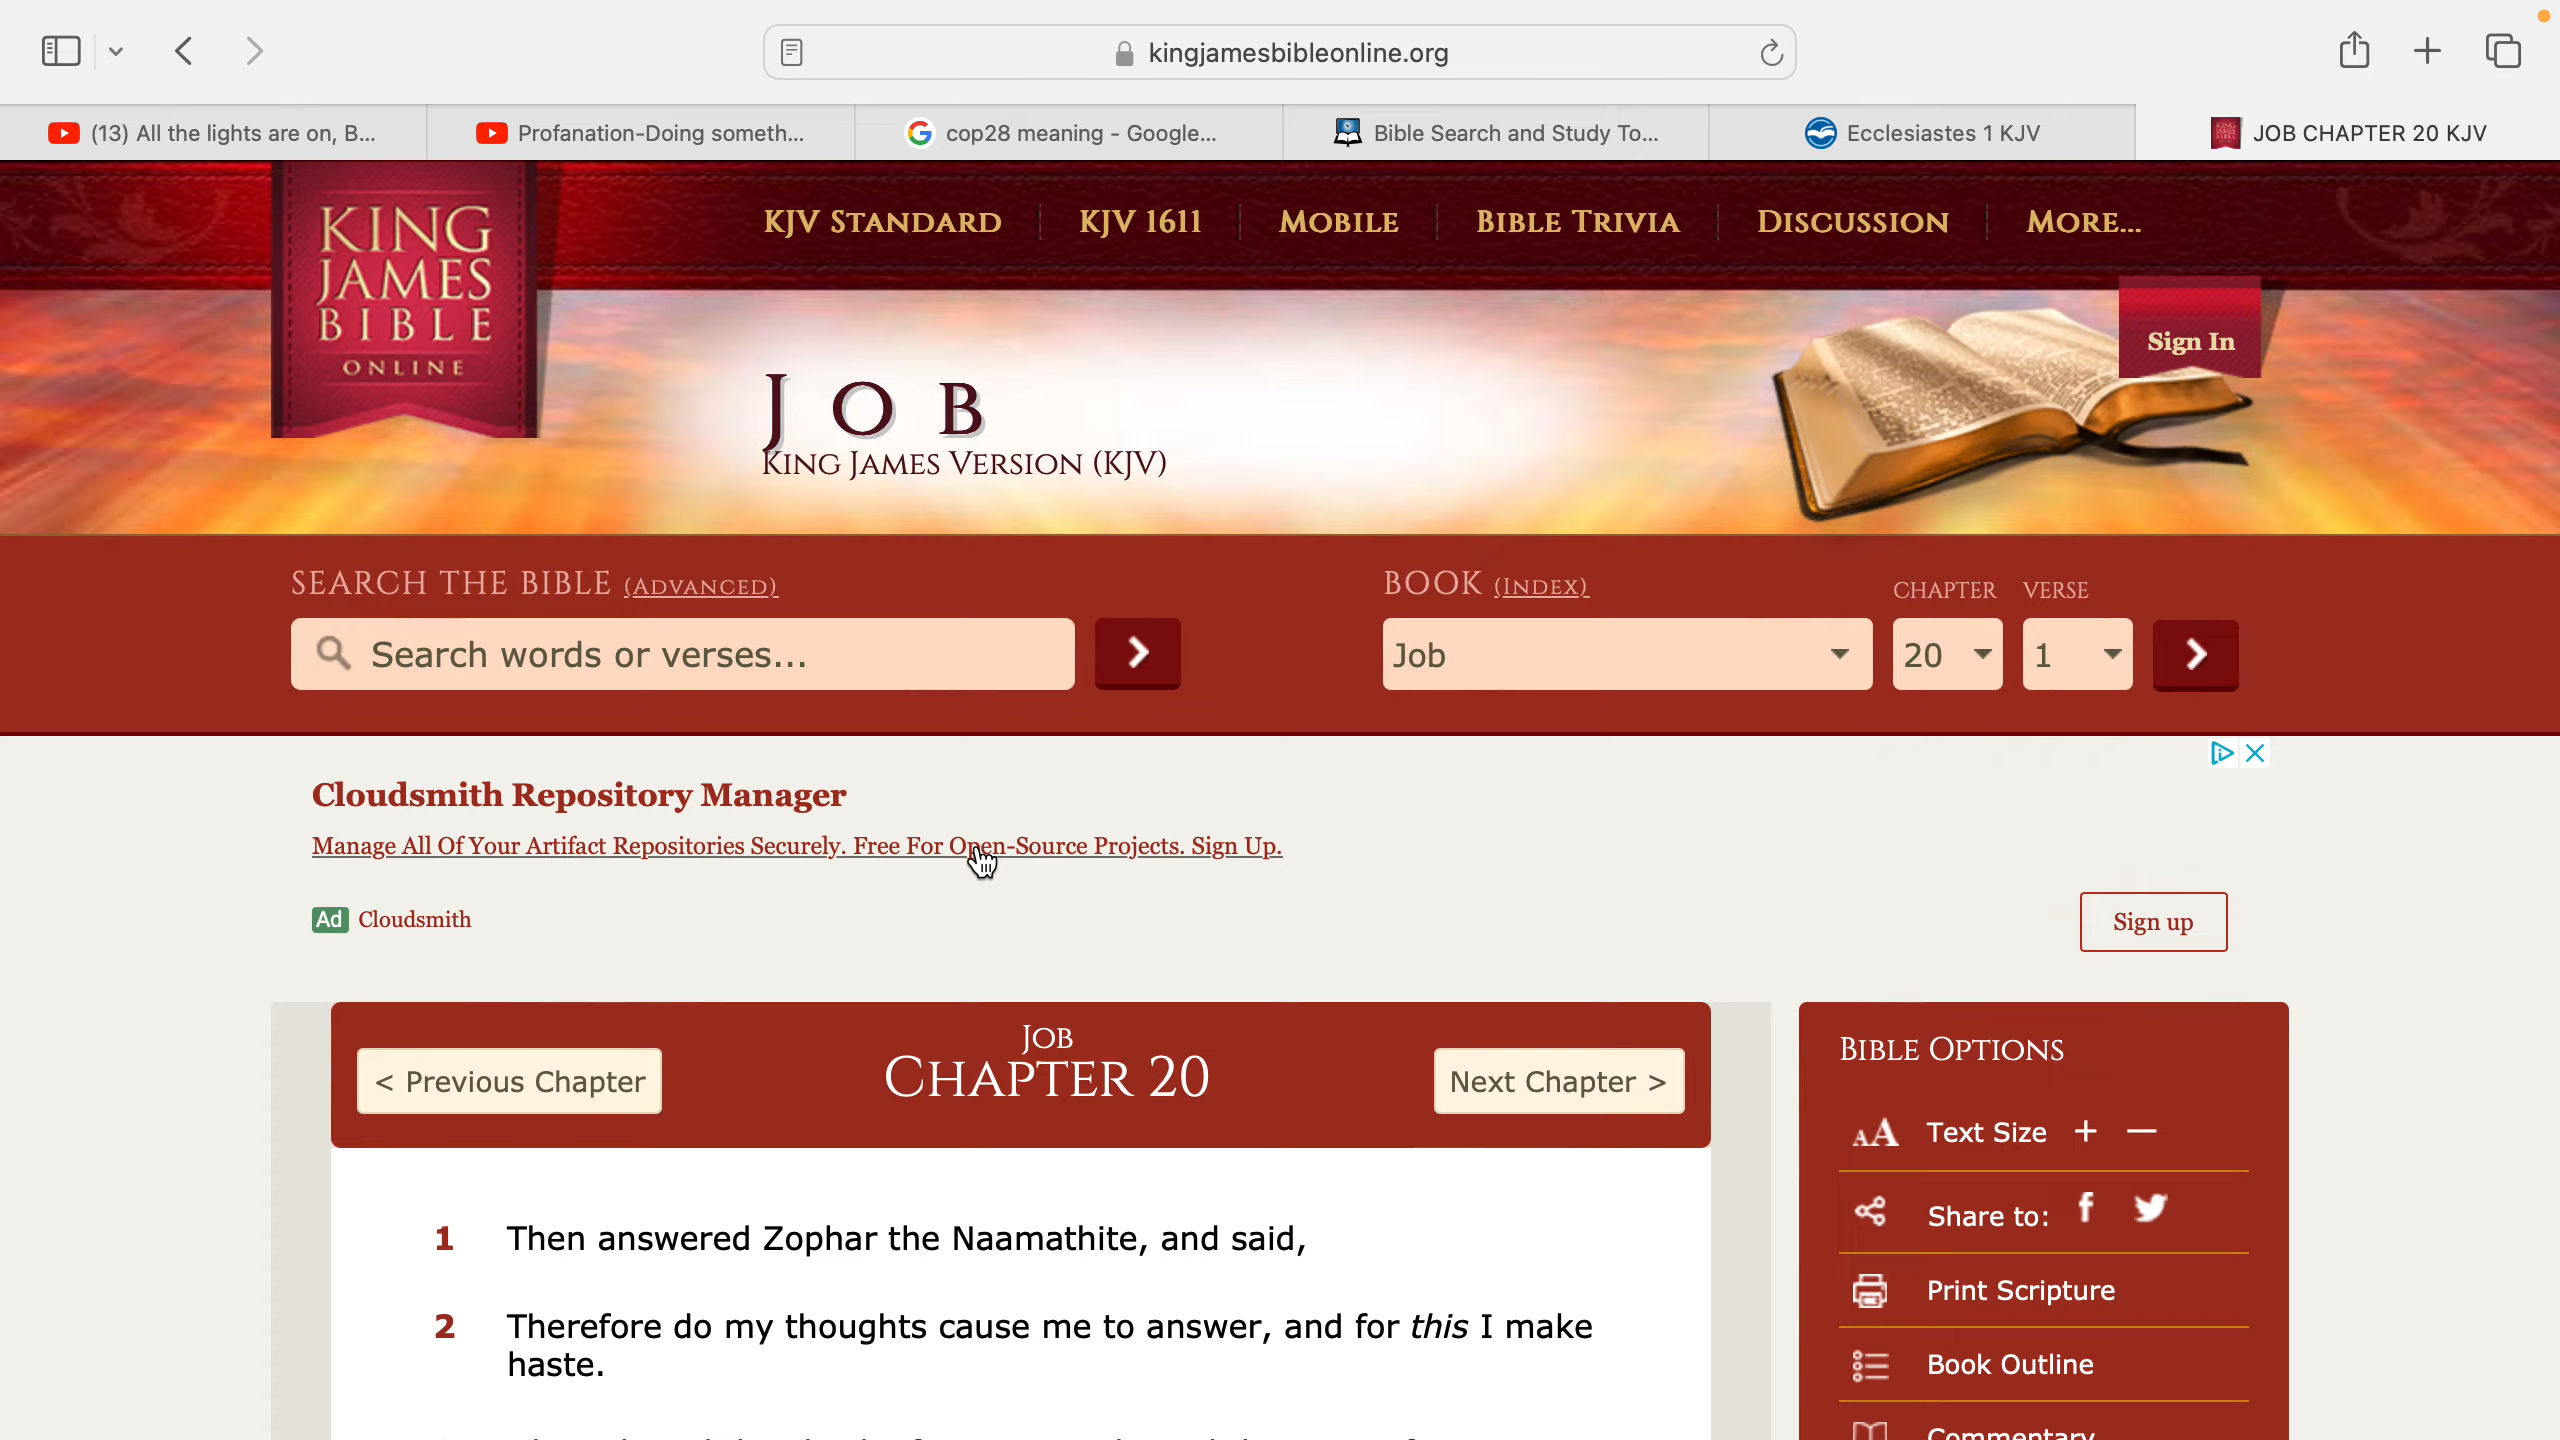 kingjamesbibleonline.org
(13) All the lights are on, B...
Profanation-Doing someth...
cop28 meaning - Google...
Bible Search and Study To...
Ecclesiastes 1 KJV
JOB CHAPTER 20 KJV
KING
JAMES
BIBLE
ONLINE
KJV STANDARD
KJV 1611
MOBILE
BIBLE TRIVIA
DISCUSSION
MORE...
Sign In
JOB
KING JAMES VERSION (KJV)
SEARCH THE BIBLE (ADVANCED)
Search words or verses...
BOOK (INDEX)
CHAPTER
VERSE
Job
20
1
Cloudsmith Repository Manager
Manage All Of Your Artifact Repositories Securely. Free For Open-Source Projects. Sign Up.
Ad Cloudsmith
Sign up
< Previous Chapter
JOB
CHAPTER 20
Next Chapter >
1 Then answered Zophar the Naamathite, and said,
2 Therefore do my thoughts cause me to answer, and for this I make
haste.
BIBLE OPTIONS
AA Text Size + −
Share to:
Print Scripture
Book Outline
Commentary